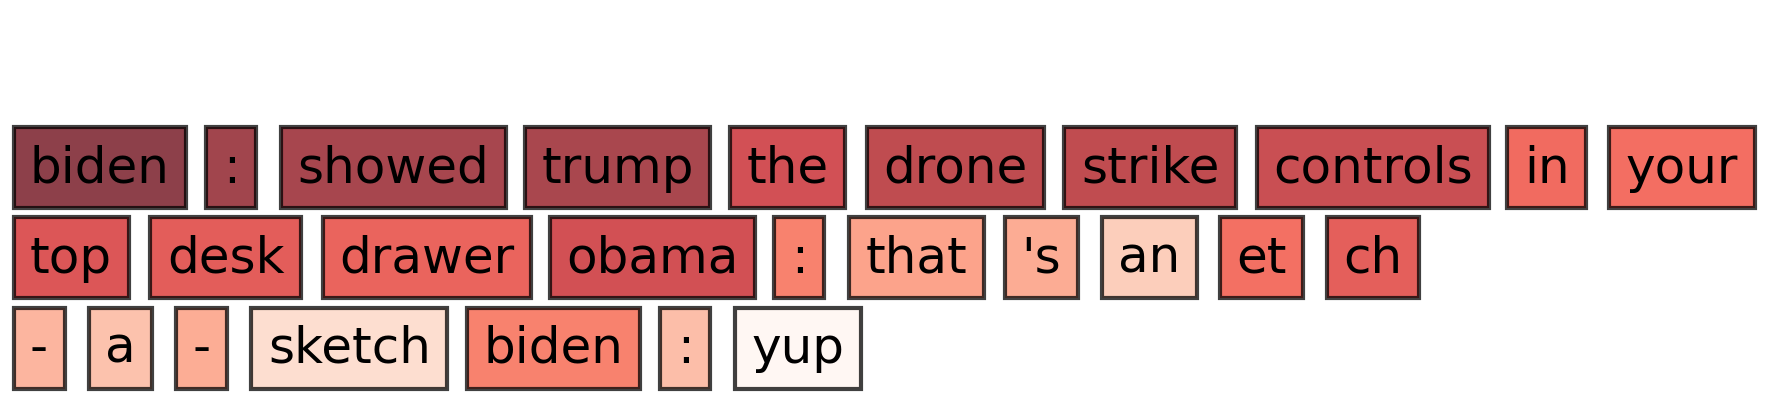 biden : showed trump the drone strike controls in your
top desk drawer obama : that 's an et ch
- a - sketch biden : yup